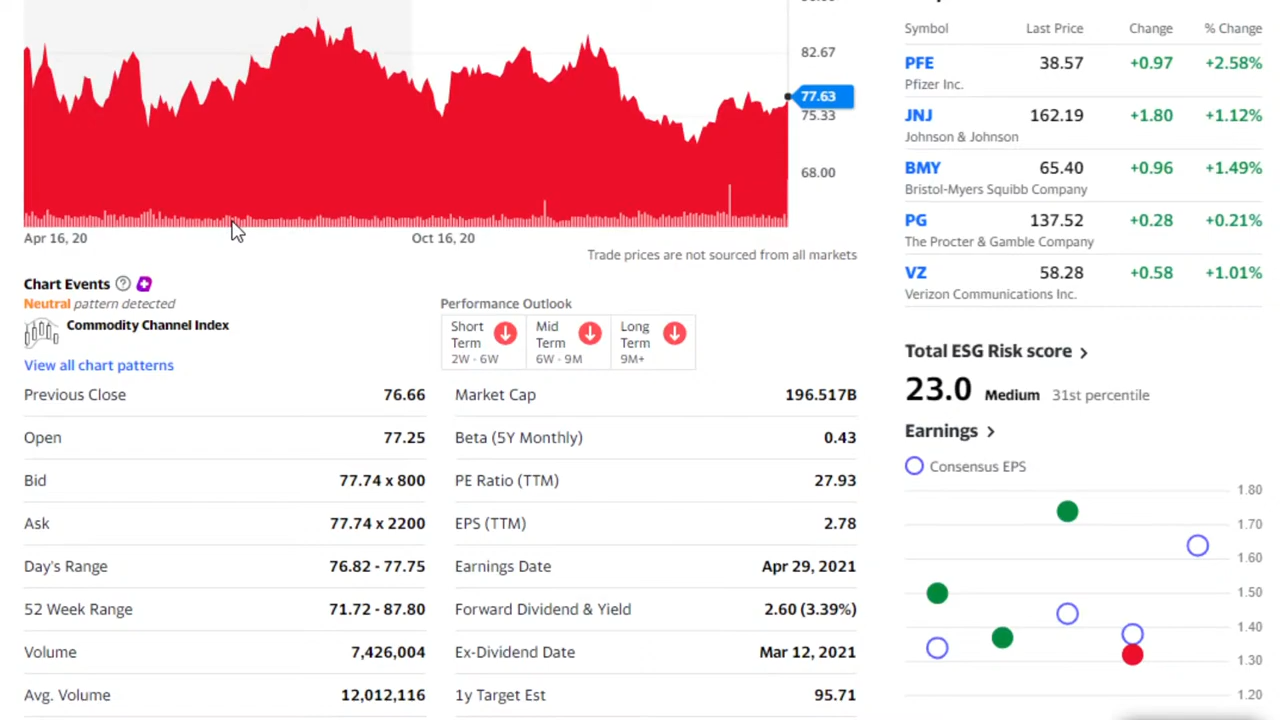 82.67
77.63
75.33
68.00
Apr 16, 20
Oct 16, 20
Trade prices are not sourced from all markets
Chart Events ?
Neutral pattern detected
Commodity Channel Index
View all chart patterns
Performance Outlook
Short Term 2W - 6W
Mid Term 6W - 9M
Long Term 9M+
Previous Close 76.66
Open 77.25
Bid 77.74 x 800
Ask 77.74 x 2200
Day's Range 76.82 - 77.75
52 Week Range 71.72 - 87.80
Volume 7,426,004
Avg. Volume 12,012,116
Market Cap 196.517B
Beta (5Y Monthly) 0.43
PE Ratio (TTM) 27.93
EPS (TTM) 2.78
Earnings Date Apr 29, 2021
Forward Dividend & Yield 2.60 (3.39%)
Ex-Dividend Date Mar 12, 2021
1y Target Est 95.71
Symbol Last Price Change % Change
PFE 38.57 +0.97 +2.58%
Pfizer Inc.
JNJ 162.19 +1.80 +1.12%
Johnson & Johnson
BMY 65.40 +0.96 +1.49%
Bristol-Myers Squibb Company
PG 137.52 +0.28 +0.21%
The Procter & Gamble Company
VZ 58.28 +0.58 +1.01%
Verizon Communications Inc.
Total ESG Risk score
23.0 Medium 31st percentile
Earnings
Consensus EPS
1.80
1.70
1.60
1.50
1.40
1.30
1.20